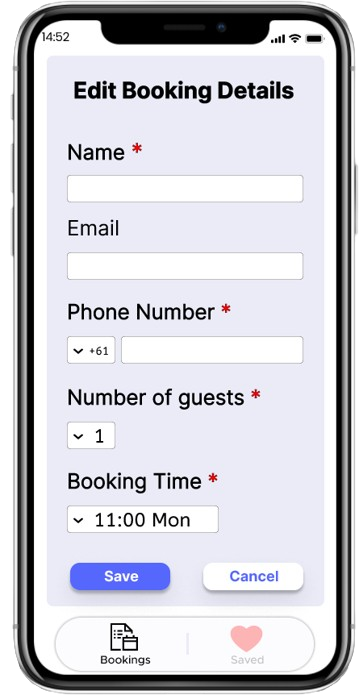 14:52
Edit Booking Details
Name *
Email
Phone Number *
+61
Number of guests *
1
Booking Time *
11:00 Mon
Save Cancel
Bookings Saved